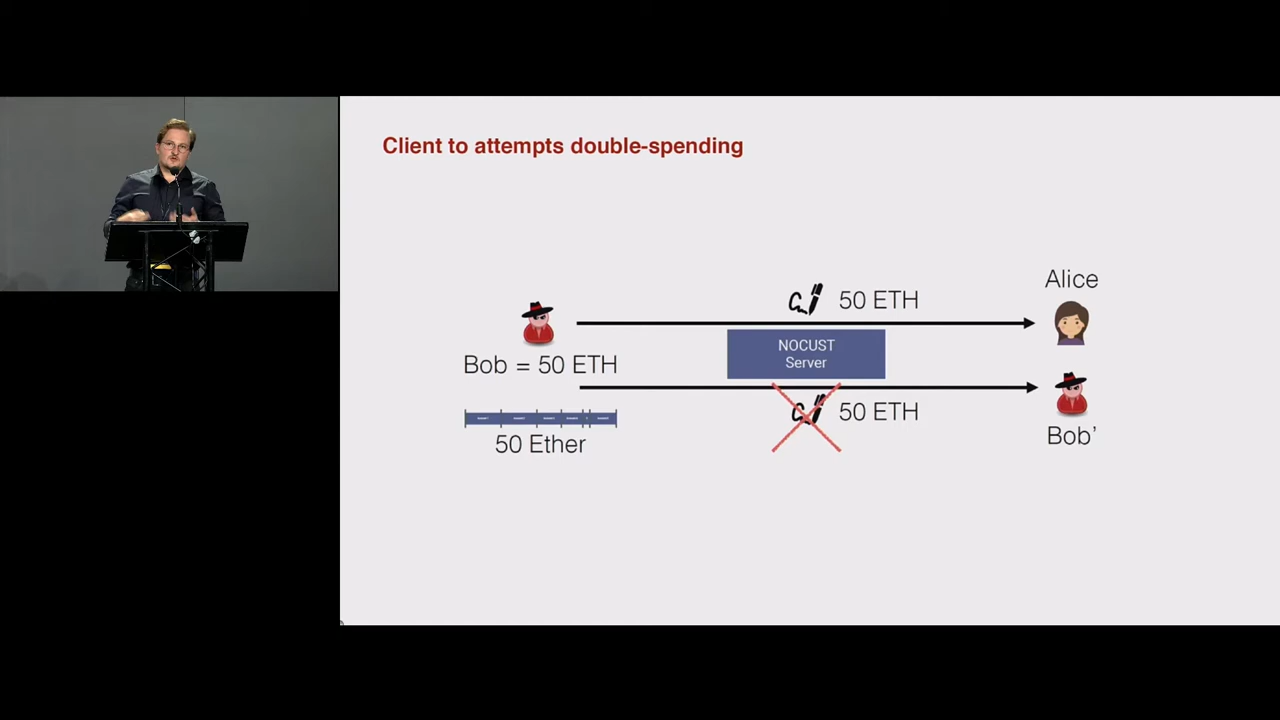 Client to attempts double-spending
50 ETH
Alice
NOCUST
Server
Bob = 50 ETH
50 ETH
50 Ether
Bob’